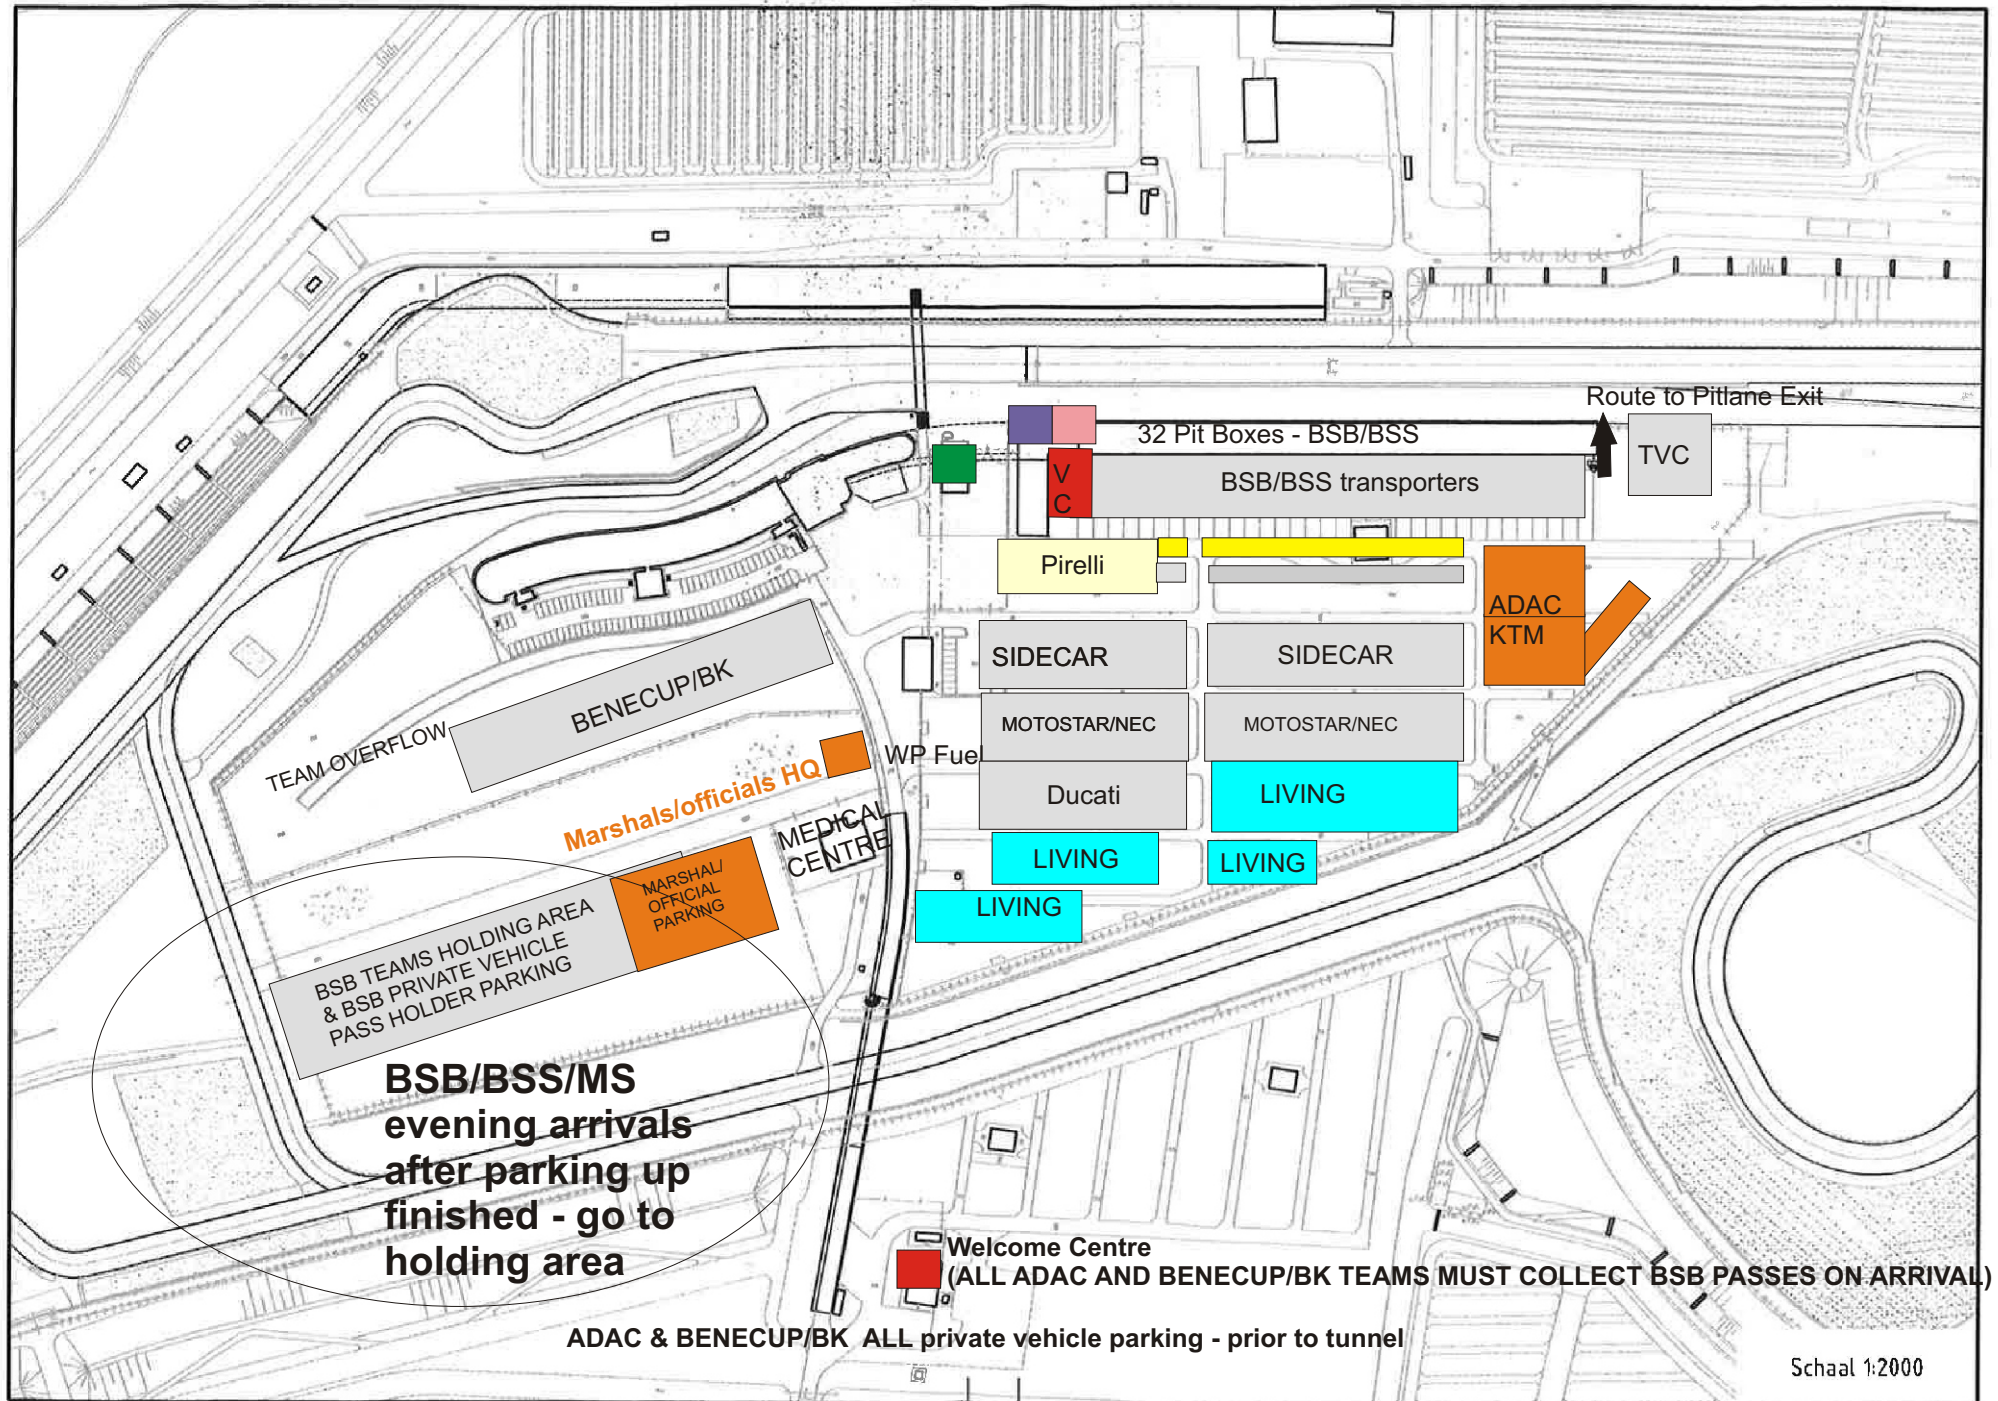 Route to Pitlane Exit
32 Pit Boxes - BSB/BSS
TVC
V
C
BSB/BSS transporters
Pirelli
ADAC
KTM
SIDECAR
SIDECAR
BENECUP/BK
MOTOSTAR/NEC
MOTOSTAR/NEC
TEAM OVERFLOW
WP Fuel
Marshals/officials HQ
Ducati
LIVING
MEDICAL
CENTRE
LIVING
LIVING
LIVING
MARSHAL/
OFFICIAL
PARKING
BSB TEAMS HOLDING AREA
& BSB PRIVATE VEHICLE
PASS HOLDER PARKING
BSB/BSS/MS
evening arrivals
after parking up
finished - go to
holding area
Welcome Centre
(ALL ADAC AND BENECUP/BK TEAMS MUST COLLECT BSB PASSES ON ARRIVAL)
ADAC & BENECUP/BK ALL private vehicle parking - prior to tunnel
Schaal 1:2000